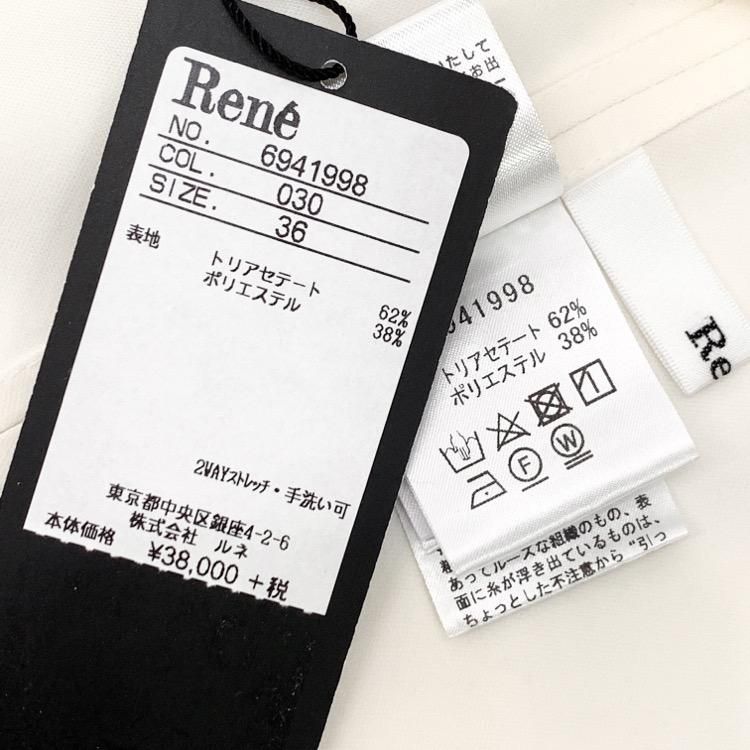 René
NO. 6941998
COL. 030
SIZE. 36
表地
トリアセテート 62%
ポリエステル 38%
2WAYストレッチ・手洗い可
東京都中央区銀座4-2-6
株式会社 ルネ
本体価格 ¥38,000 +税
たして
お出
941998
トリアセテート 62%
ポリエステル 38%
F
W
Re
あってルーズな組織のもの、表
面に糸が浮き出ているものは、
ちょっとした不注意から "引っ